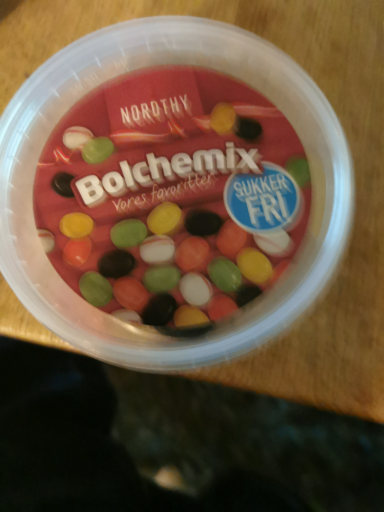 NORDTHY
Bolchemix
Vores favoritter
SUKKER
FRI